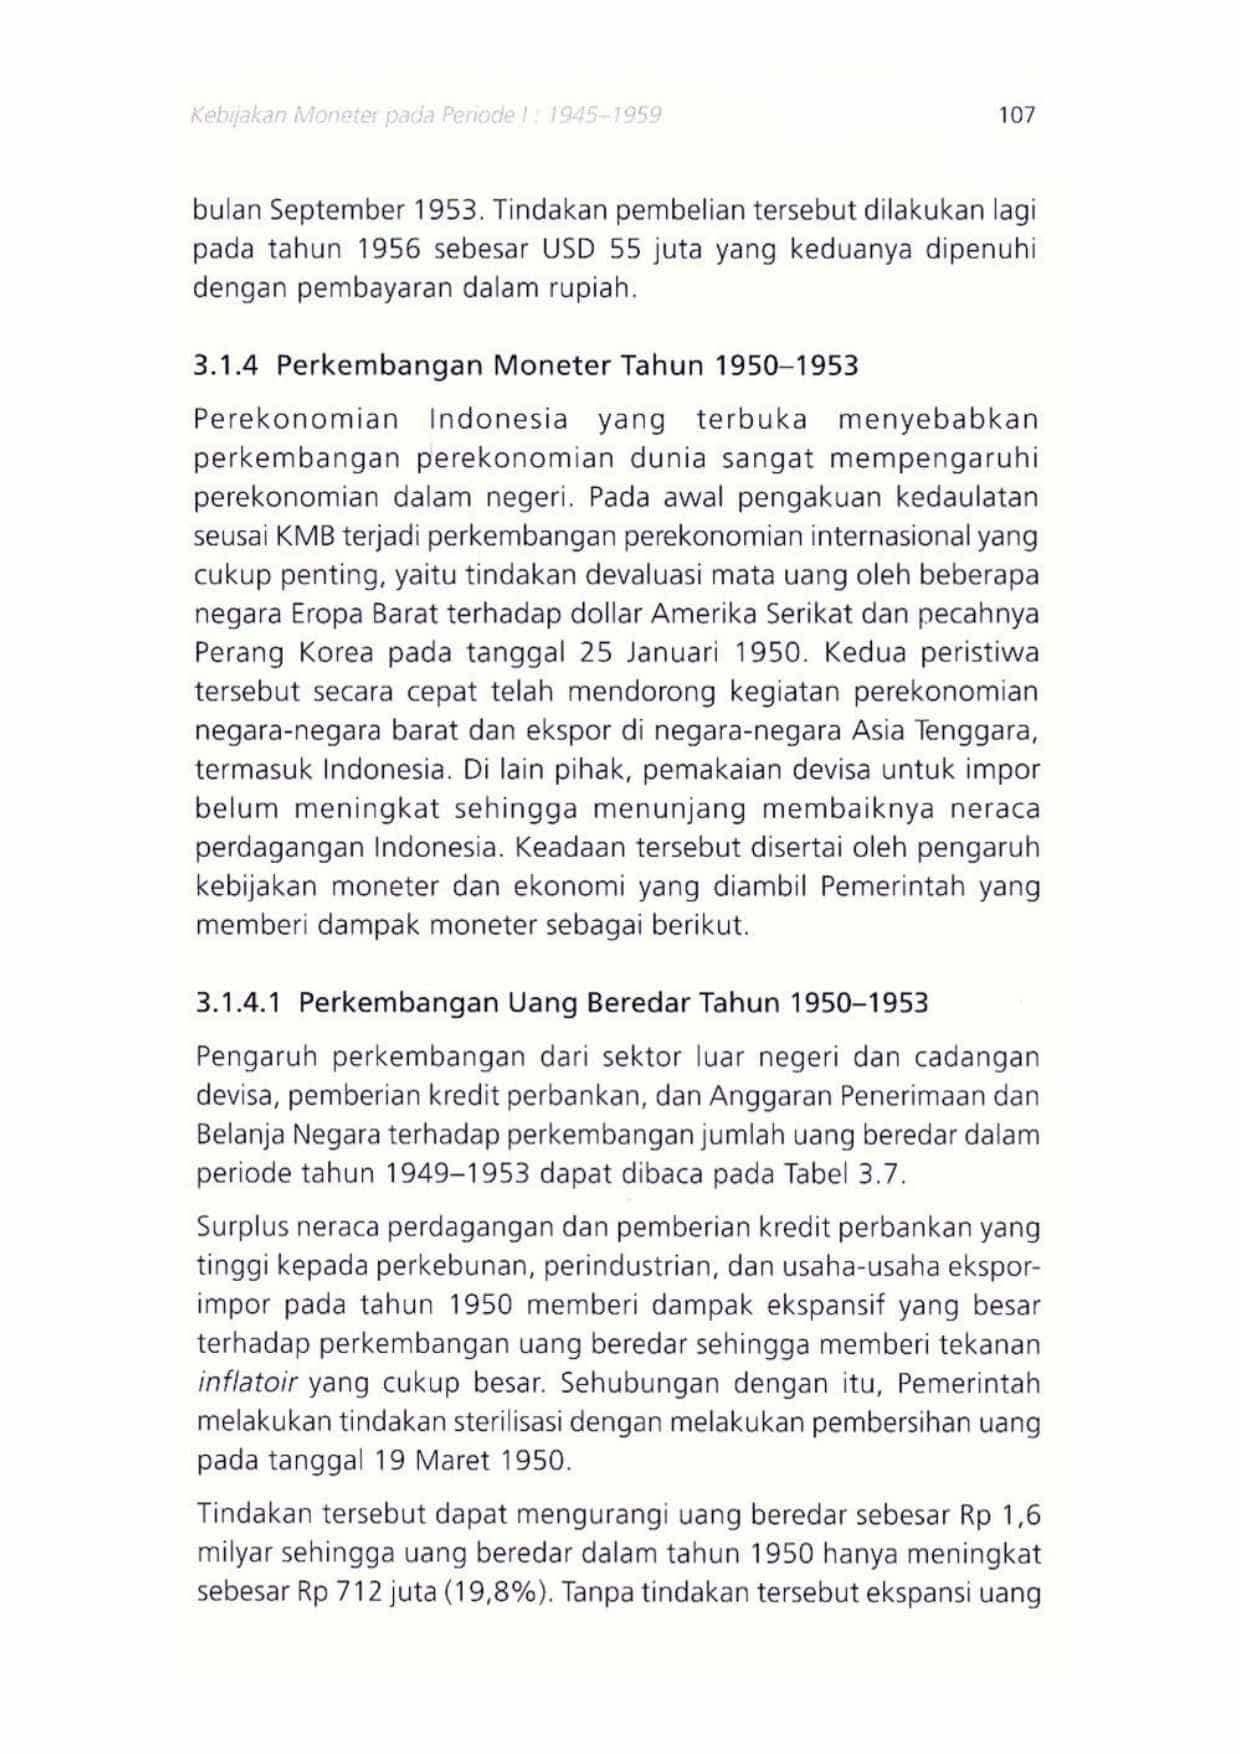 Kebijakan Moneter pada Periode I : 1945–1959 107
bulan September 1953. Tindakan pembelian tersebut dilakukan lagi
pada tahun 1956 sebesar USD 55 juta yang keduanya dipenuhi
dengan pembayaran dalam rupiah.
3.1.4 Perkembangan Moneter Tahun 1950–1953
Perekonomian Indonesia yang terbuka menyebabkan
perkembangan perekonomian dunia sangat mempengaruhi
perekonomian dalam negeri. Pada awal pengakuan kedaulatan
seusai KMB terjadi perkembangan perekonomian internasional yang
cukup penting, yaitu tindakan devaluasi mata uang oleh beberapa
negara Eropa Barat terhadap dollar Amerika Serikat dan pecahnya
Perang Korea pada tanggal 25 Januari 1950. Kedua peristiwa
tersebut secara cepat telah mendorong kegiatan perekonomian
negara-negara barat dan ekspor di negara-negara Asia Tenggara,
termasuk Indonesia. Di lain pihak, pemakaian devisa untuk impor
belum meningkat sehingga menunjang membaiknya neraca
perdagangan Indonesia. Keadaan tersebut disertai oleh pengaruh
kebijakan moneter dan ekonomi yang diambil Pemerintah yang
memberi dampak moneter sebagai berikut.
3.1.4.1 Perkembangan Uang Beredar Tahun 1950–1953
Pengaruh perkembangan dari sektor luar negeri dan cadangan
devisa, pemberian kredit perbankan, dan Anggaran Penerimaan dan
Belanja Negara terhadap perkembangan jumlah uang beredar dalam
periode tahun 1949–1953 dapat dibaca pada Tabel 3.7.
Surplus neraca perdagangan dan pemberian kredit perbankan yang
tinggi kepada perkebunan, perindustrian, dan usaha-usaha ekspor-
impor pada tahun 1950 memberi dampak ekspansif yang besar
terhadap perkembangan uang beredar sehingga memberi tekanan
inflatoir yang cukup besar. Sehubungan dengan itu, Pemerintah
melakukan tindakan sterilisasi dengan melakukan pembersihan uang
pada tanggal 19 Maret 1950.
Tindakan tersebut dapat mengurangi uang beredar sebesar Rp 1,6
milyar sehingga uang beredar dalam tahun 1950 hanya meningkat
sebesar Rp 712 juta (19,8%). Tanpa tindakan tersebut ekspansi uang